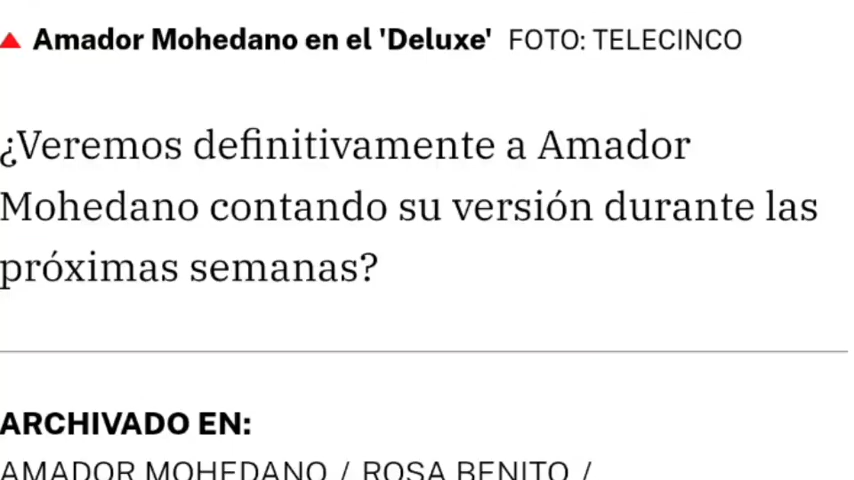 Amador Mohedano en el 'Deluxe' FOTO: TELECINCO
¿Veremos definitivamente a Amador
Mohedano contando su versión durante las
próximas semanas?
ARCHIVADO EN:
AMADOR MOHEDANO / ROSA BENITO /